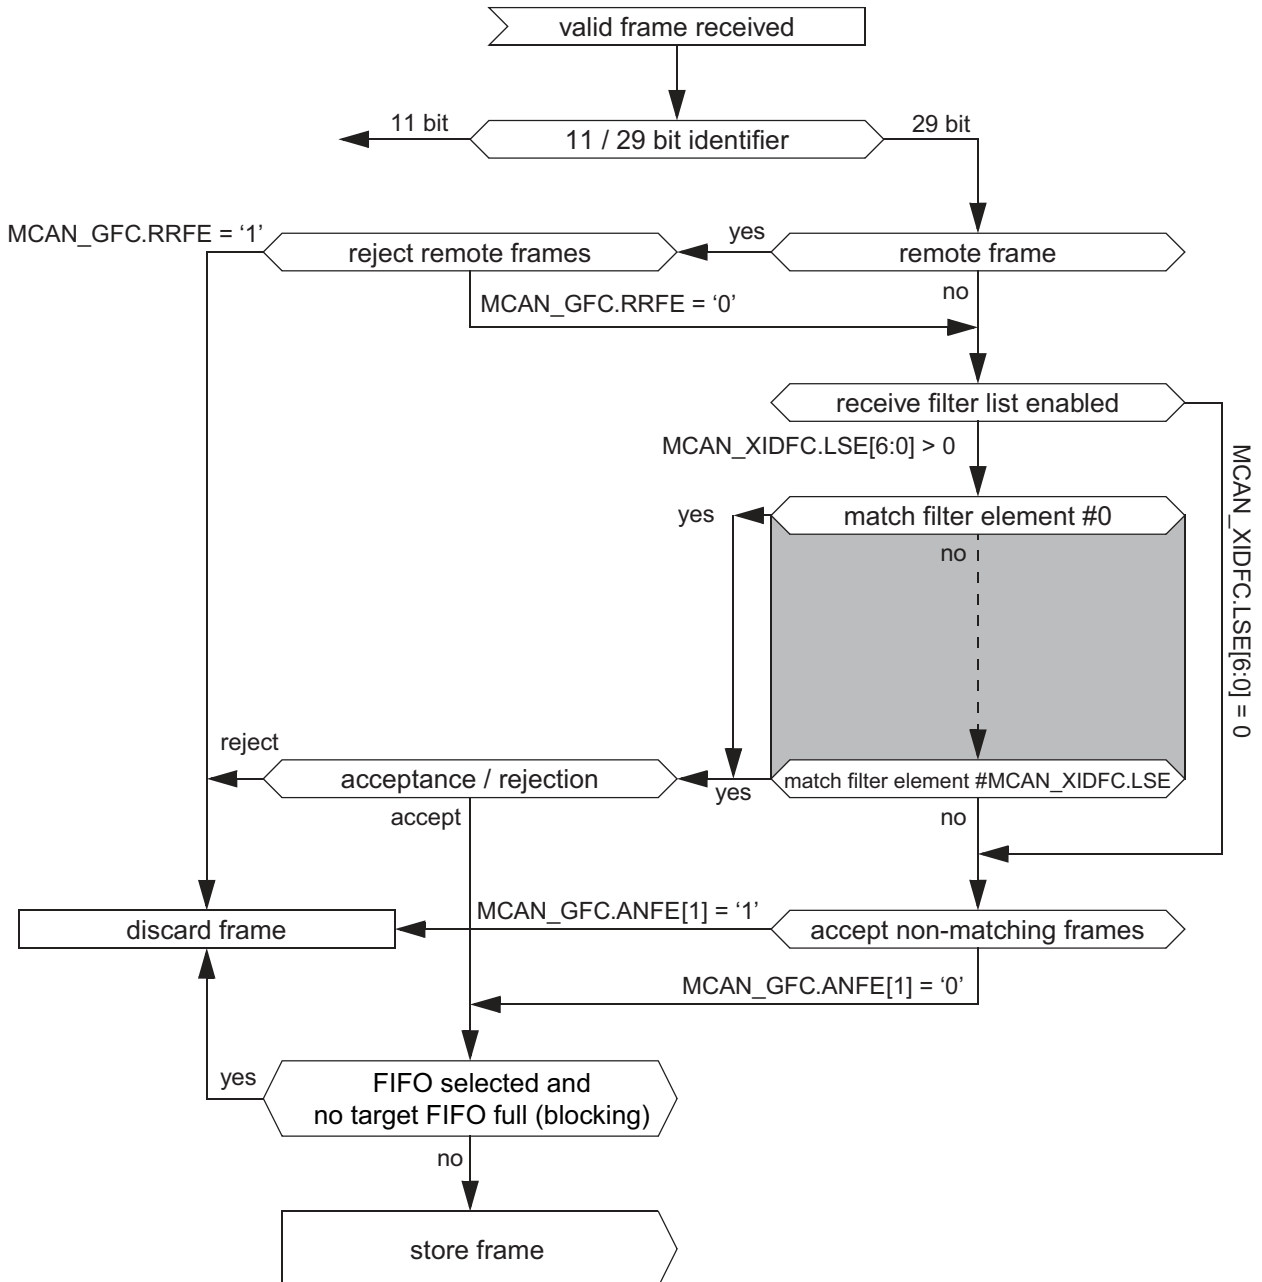 valid frame received
11 bit
11 / 29 bit identifier
29 bit
MCAN_GFC.RRFE = ‘1’
reject remote frames
yes
remote frame
MCAN_GFC.RRFE = ‘0’
no
receive filter list enabled
MCAN_XIDFC.LSE[6:0] > 0
MCAN_XIDFC.LSE[6:0] = 0
yes
match filter element #0
no
reject
acceptance / rejection
yes
match filter element #MCAN_XIDFC.LSE
accept
no
discard frame
MCAN_GFC.ANFE[1] = ‘1’
accept non-matching frames
MCAN_GFC.ANFE[1] = ‘0’
yes
FIFO selected and
no target FIFO full (blocking)
no
store frame